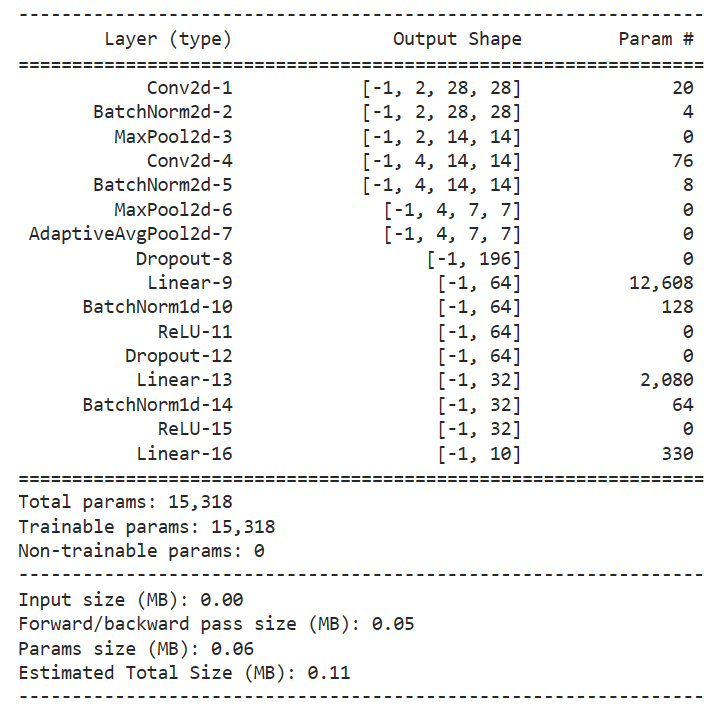 ----------------------------------------------------------------
Layer (type) Output Shape Param #
================================================================
Conv2d-1 [-1, 2, 28, 28] 20
BatchNorm2d-2 [-1, 2, 28, 28] 4
MaxPool2d-3 [-1, 2, 14, 14] 0
Conv2d-4 [-1, 4, 14, 14] 76
BatchNorm2d-5 [-1, 4, 14, 14] 8
MaxPool2d-6 [-1, 4, 7, 7] 0
AdaptiveAvgPool2d-7 [-1, 4, 7, 7] 0
Dropout-8 [-1, 196] 0
Linear-9 [-1, 64] 12,608
BatchNorm1d-10 [-1, 64] 128
ReLU-11 [-1, 64] 0
Dropout-12 [-1, 64] 0
Linear-13 [-1, 32] 2,080
BatchNorm1d-14 [-1, 32] 64
ReLU-15 [-1, 32] 0
Linear-16 [-1, 10] 330
================================================================
Total params: 15,318
Trainable params: 15,318
Non-trainable params: 0
----------------------------------------------------------------
Input size (MB): 0.00
Forward/backward pass size (MB): 0.05
Params size (MB): 0.06
Estimated Total Size (MB): 0.11
----------------------------------------------------------------